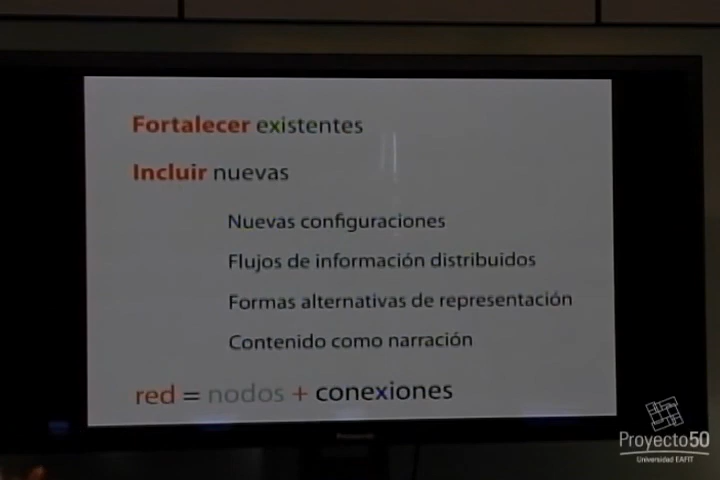 Fortalecer existentes
Incluir nuevas
Nuevas configuraciones
Flujos de información distribuidos
Formas alternativas de representación
Contenido como narración
red = nodos + conexiones
Proyecto50
Universidad EAFIT